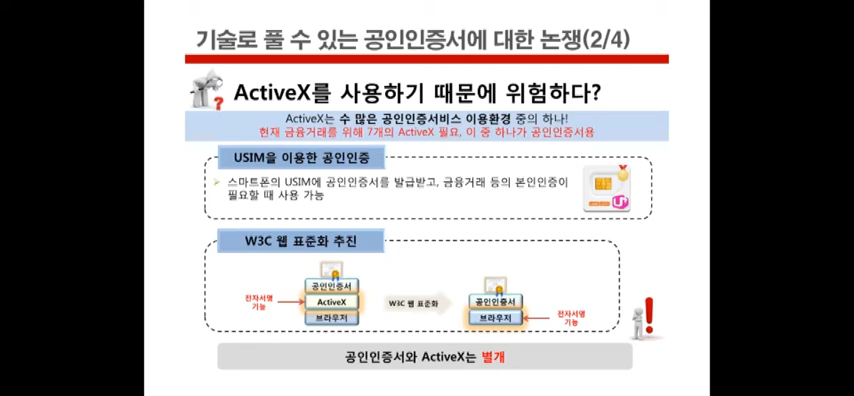 기술로 풀 수 있는 공인인증서에 대한 논쟁(2/4)
ActiveX를 사용하기 때문에 위험하다?
ActiveX는 수 많은 공인인증서비스 이용환경 중의 하나!
현재 금융거래를 위해 7개의 ActiveX 필요, 이 중 하나가 공인인증서용
USIM을 이용한 공인인증
스마트폰의 USIM에 공인인증서를 발급받고, 금융거래 등의 본인인증이
필요할 때 사용 가능
U+
W3C 웹 표준화 추진
공인인증서
전자서명
기능
ActiveX
브라우저
W3C 웹 표준화
공인인증서
브라우저
전자서명
기능
공인인증서와 ActiveX는 별개